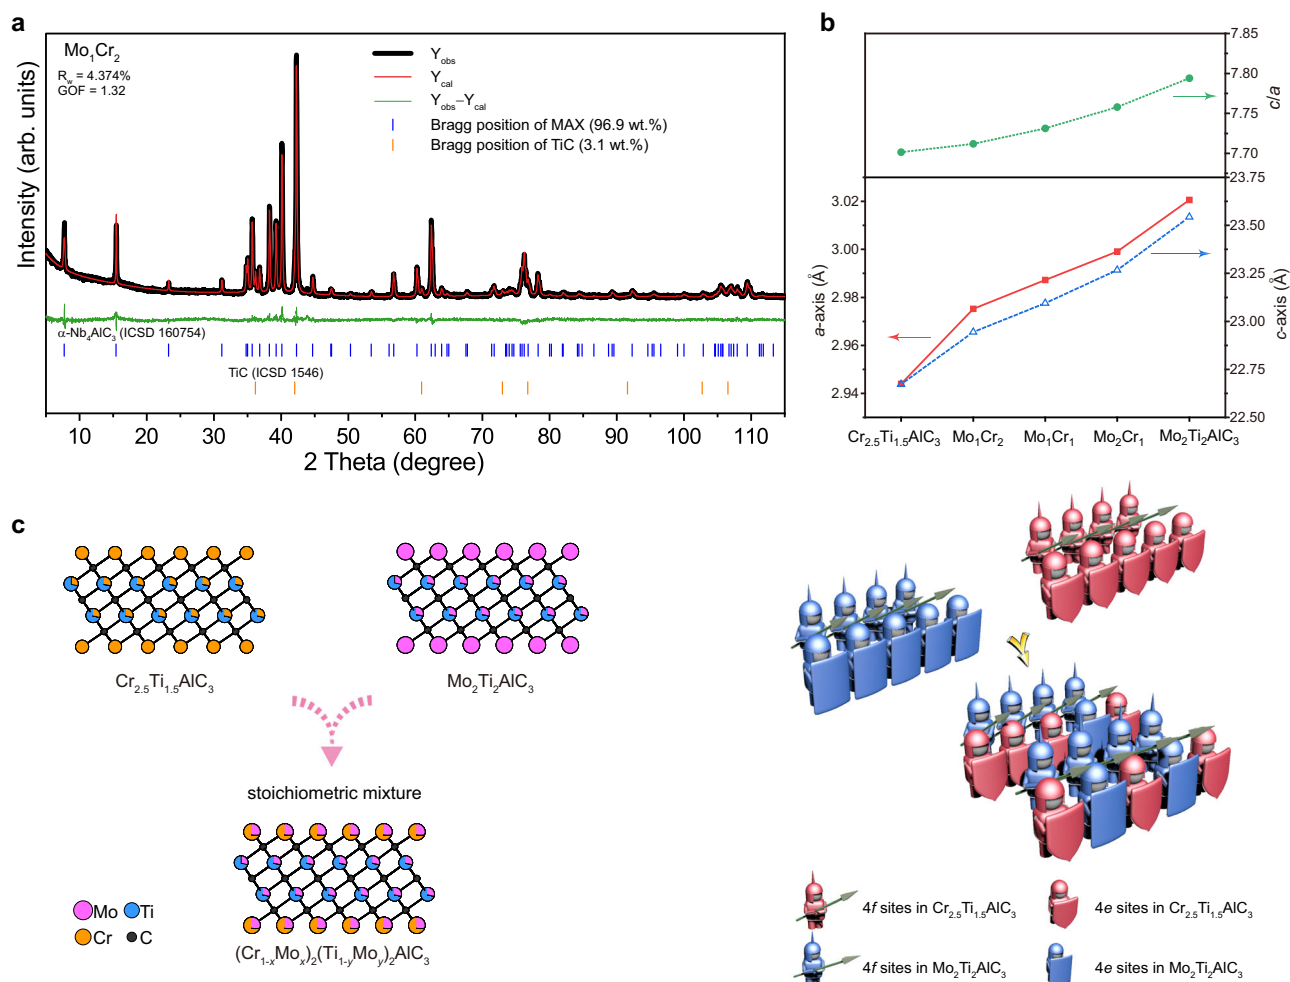 a
Mo₁Cr₂
R_w = 4.374%
GOF = 1.32
Y_obs
Y_cal
Y_obs–Y_cal
Bragg position of MAX (96.9 wt.%)
Bragg position of TiC (3.1 wt.%)
Intensity (arb. units)
α-Nb₄AlC₃ (ICSD 160754)
TiC (ICSD 1546)
10 20 30 40 50 60 70 80 90 100 110
2 Theta (degree)
b
7.85
7.80
7.75
7.70
c/a
3.02
3.00
2.98
2.96
2.94
a-axis (Å)
23.75
23.50
23.25
23.00
22.75
22.50
c-axis (Å)
Cr₂.₅Ti₁.₅AlC₃ Mo₁Cr₂ Mo₁Cr₁ Mo₂Cr₁ Mo₂Ti₂AlC₃
c
Cr₂.₅Ti₁.₅AlC₃
Mo₂Ti₂AlC₃
stoichiometric mixture
Mo Ti
Cr C
(Cr₁₋ₓMoₓ)₂(Ti₁₋ᵧMoᵧ)₂AlC₃
4f sites in Cr₂.₅Ti₁.₅AlC₃
4e sites in Cr₂.₅Ti₁.₅AlC₃
4f sites in Mo₂Ti₂AlC₃
4e sites in Mo₂Ti₂AlC₃